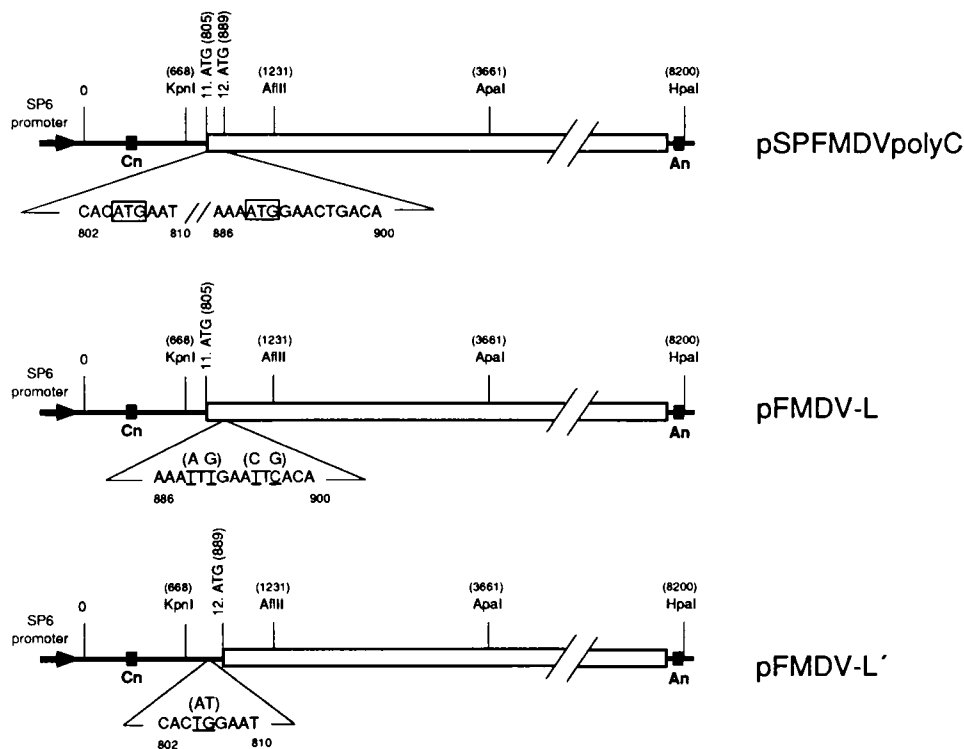 11. ATG (805)
12. ATG (889)
(668) (1231) (3661) (8200)
0 KpnI AflII ApaI HpaI
SP6
promoter
Cn An
pSPFMDVpolyC
CACATGAAT // AAAATGGAACTGACA
802 810 886 900
11. ATG (805)
(668) (1231) (3661) (8200)
0 KpnI AflII ApaI HpaI
SP6
promoter
Cn An
pFMDV-L
(A G) (C G)
AAATTTGAATTCACA
886 900
12. ATG (889)
(668) (1231) (3661) (8200)
0 KpnI AflII ApaI HpaI
SP6
promoter
Cn An
pFMDV-L´
(AT)
CACTGGAAT
802 810